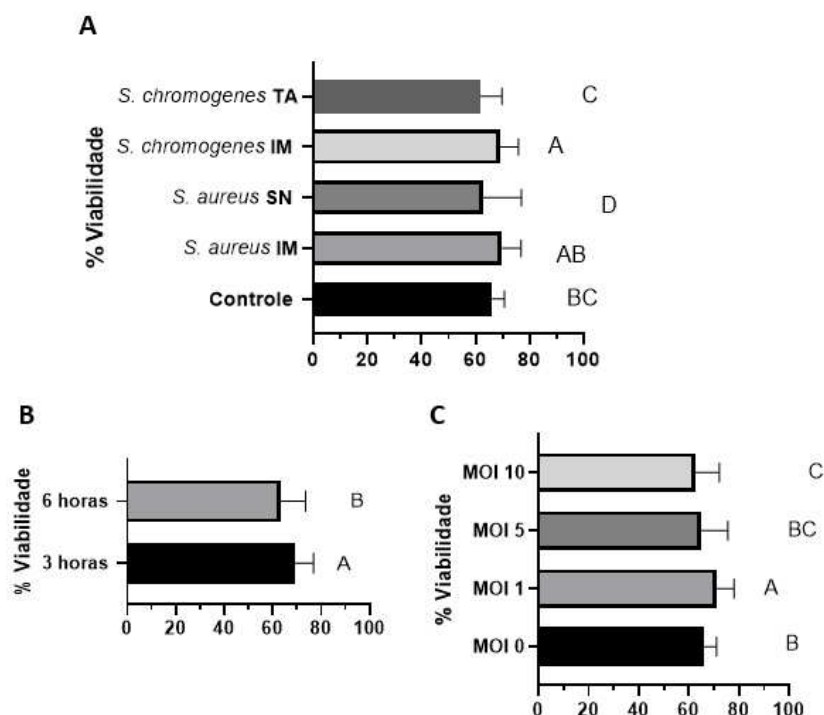 A
% Viabilidade
S. chromogenes TA
C
S. chromogenes IM
A
S. aureus SN
D
S. aureus IM
AB
Controle
BC
0 20 40 60 80 100
B
% Viabilidade
6 horas
B
3 horas
A
0 20 40 60 80 100
C
% Viabilidade
MOI 10
C
MOI 5
BC
MOI 1
A
MOI 0
B
0 20 40 60 80 100